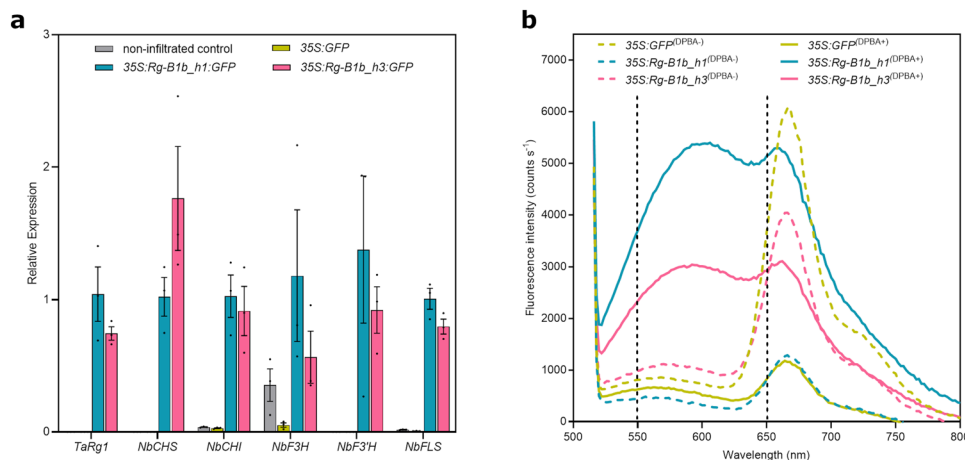 a
non-infiltrated control
35S:GFP
35S:Rg-B1b_h1:GFP
35S:Rg-B1b_h3:GFP
Relative Expression
3
2
1
0
TaRg1 NbCHS NbCHI NbF3H NbF3'H NbFLS
b
35S:GFP(DPBA-)
35S:GFP(DPBA+)
35S:Rg-B1b_h1(DPBA-)
35S:Rg-B1b_h1(DPBA+)
35S:Rg-B1b_h3(DPBA-)
35S:Rg-B1b_h3(DPBA+)
Fluorescence intensity (counts s⁻¹)
6000
5000
4000
3000
2000
1000
0
500 550 600 650 700 750 800
Wavelength (nm)